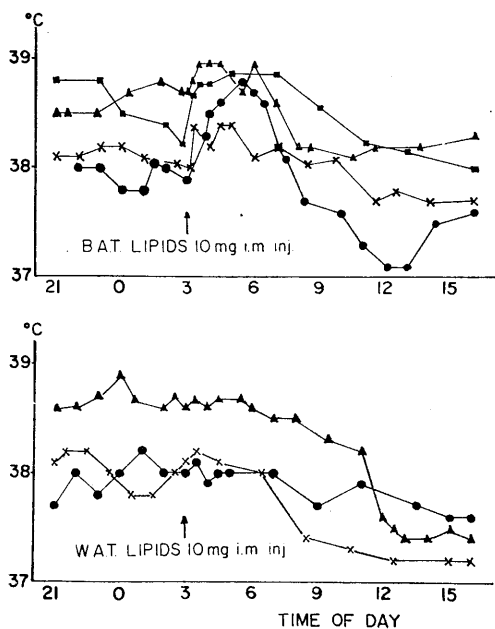 °C
39
38
37
B.A.T. LIPIDS 10 mg i.m inj.
21 0 3 6 9 12 15
°C
39
38
37
W.A.T. LIPIDS 10 mg i.m inj
21 0 3 6 9 12 15
TIME OF DAY